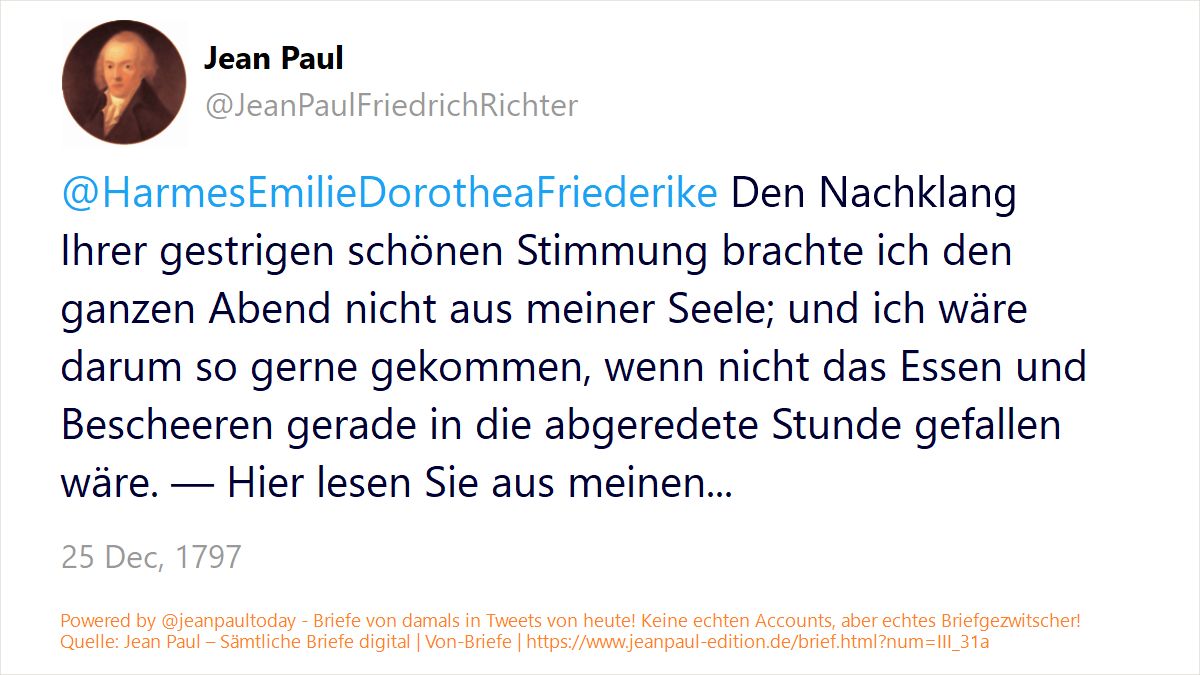 Jean Paul
@JeanPaulFriedrichRichter
@HarmesEmilieDorotheaFriederike Den Nachklang
Ihrer gestrigen schönen Stimmung brachte ich den
ganzen Abend nicht aus meiner Seele; und ich wäre
darum so gerne gekommen, wenn nicht das Essen und
Bescheeren gerade in die abgeredete Stunde gefallen
wäre. — Hier lesen Sie aus meinen...
25 Dec, 1797
Powered by @jeanpaultoday - Briefe von damals in Tweets von heute! Keine echten Accounts, aber echtes Briefgezwitscher!
Quelle: Jean Paul – Sämtliche Briefe digital | Von-Briefe | https://www.jeanpaul-edition.de/brief.html?num=III_31a